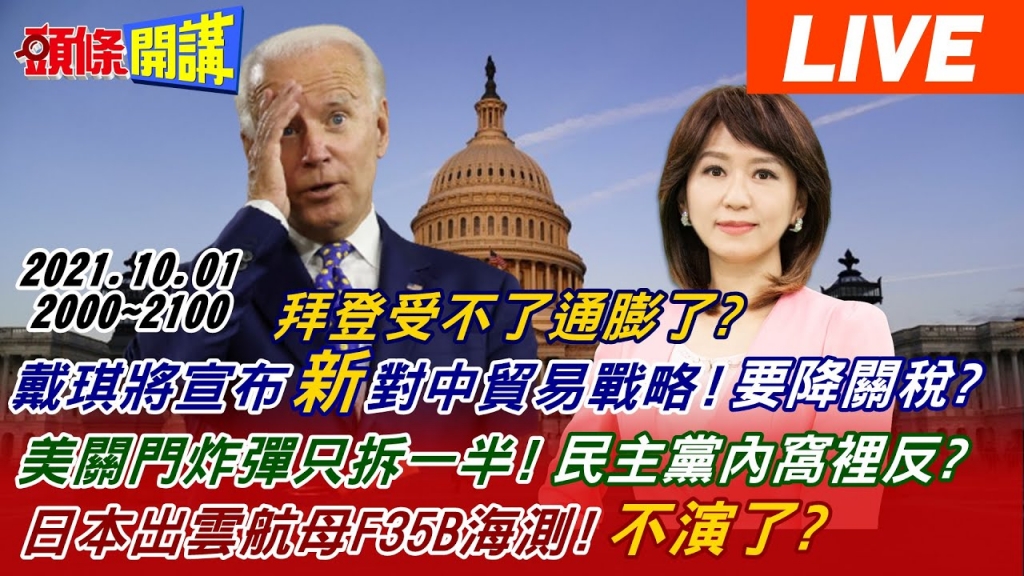 頭條開講
LIVE
2021.10.01
2000~2100
拜登受不了通膨了?
戴琪將宣布新對中貿易戰略!要降關稅?
美關門炸彈只拆一半!民主黨內窩裡反?
日本出雲航母F35B海測!不演了?